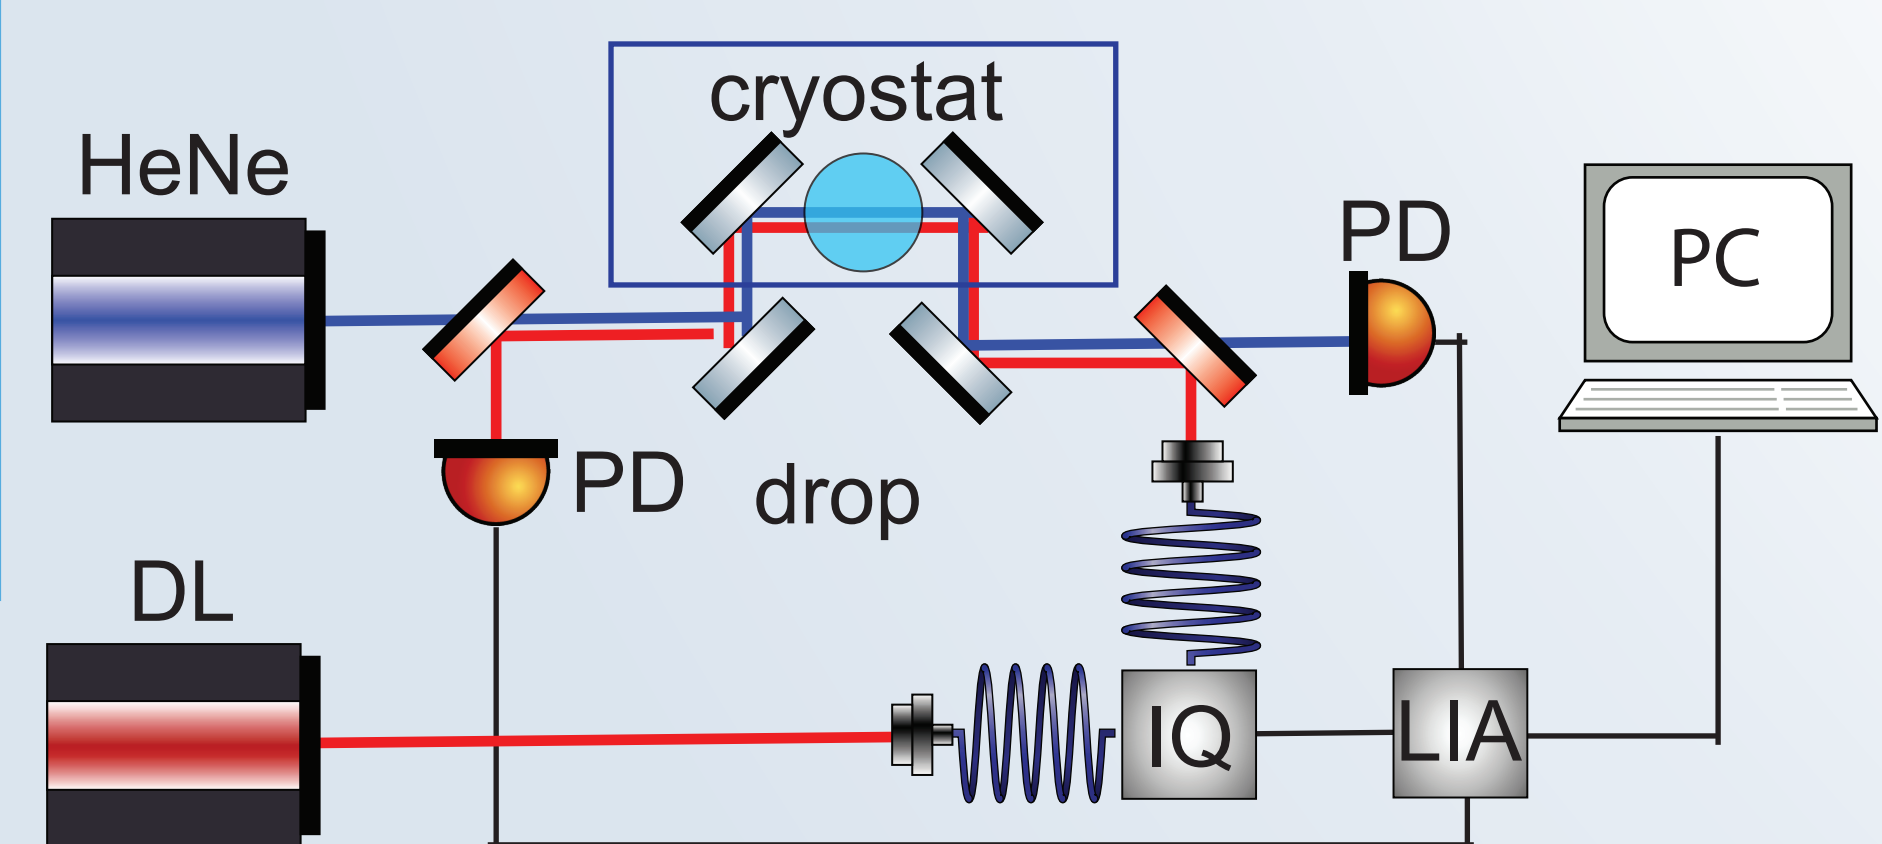 cryostat
HeNe
PD
PC
PD
drop
DL
IQ
LIA